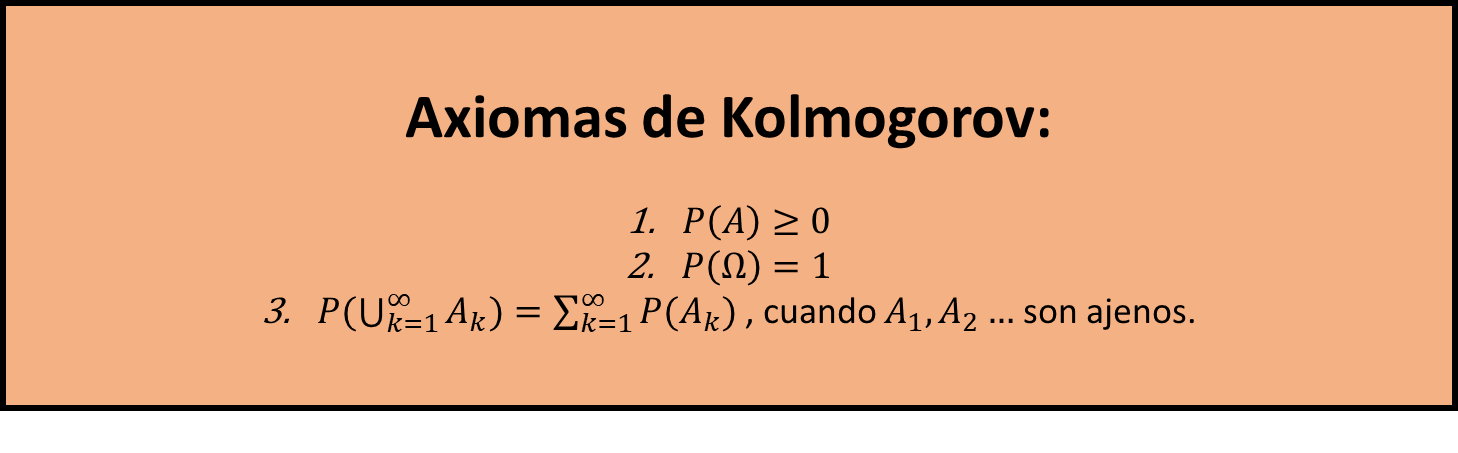 Axiomas de Kolmogorov:
1. P(A) ≥ 0
2. P(Ω) = 1
3. P(⋃_{k=1}^{∞} A_k) = ∑_{k=1}^{∞} P(A_k) , cuando A_1, A_2 ... son ajenos.